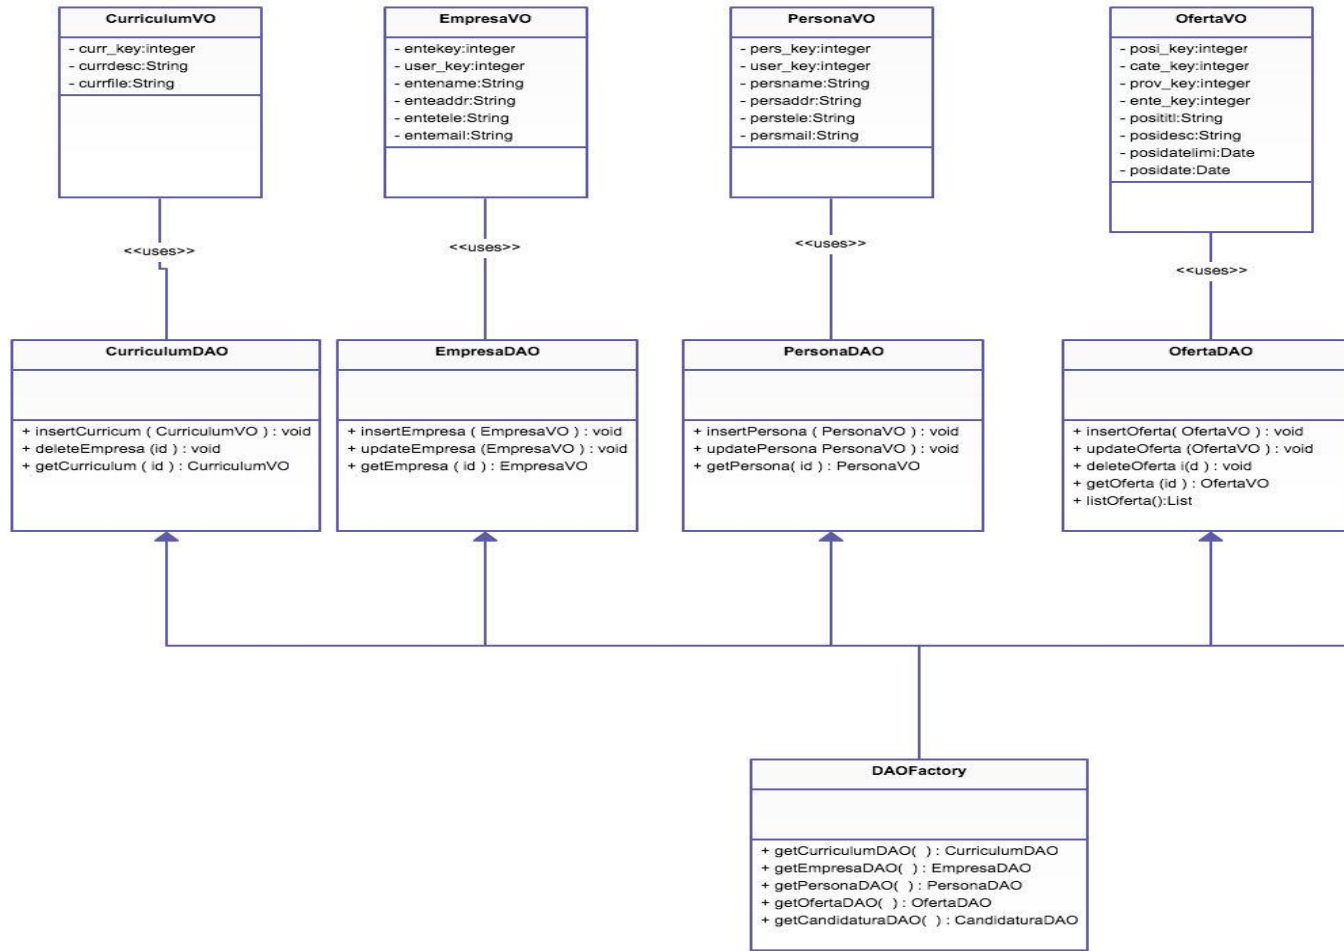 CurriculumVO
- curr_key:integer
- currdesc:String
- currfile:String
EmpresaVO
- entekey:integer
- user_key:integer
- entename:String
- enteaddr:String
- entetele:String
- entemail:String
PersonaVO
- pers_key:integer
- user_key:integer
- persname:String
- persaddr:String
- perstele:String
- persmail:String
OfertaVO
- posi_key:integer
- cate_key:integer
- prov_key:integer
- ente_key:integer
- posititl:String
- posidesc:String
- posidatelimi:Date
- posidate:Date
<<uses>>
<<uses>>
<<uses>>
<<uses>>
CurriculumDAO
+ insertCurricum ( CurriculumVO ) : void
+ deleteEmpresa (id ) : void
+ getCurriculum ( id ) : CurriculumVO
EmpresaDAO
+ insertEmpresa ( EmpresaVO ) : void
+ updateEmpresa (EmpresaVO ) : void
+ getEmpresa ( id ) : EmpresaVO
PersonaDAO
+ insertPersona ( PersonaVO ) : void
+ updatePersona PersonaVO ) : void
+ getPersona( id ) : PersonaVO
OfertaDAO
+ insertOferta( OfertaVO ) : void
+ updateOferta (OfertaVO ) : void
+ deleteOferta i(d ) : void
+ getOferta (id ) : OfertaVO
+ listOferta():List
DAOFactory
+ getCurriculumDAO( ) : CurriculumDAO
+ getEmpresaDAO( ) : EmpresaDAO
+ getPersonaDAO( ) : PersonaDAO
+ getOfertaDAO( ) : OfertaDAO
+ getCandidaturaDAO( ) : CandidaturaDAO